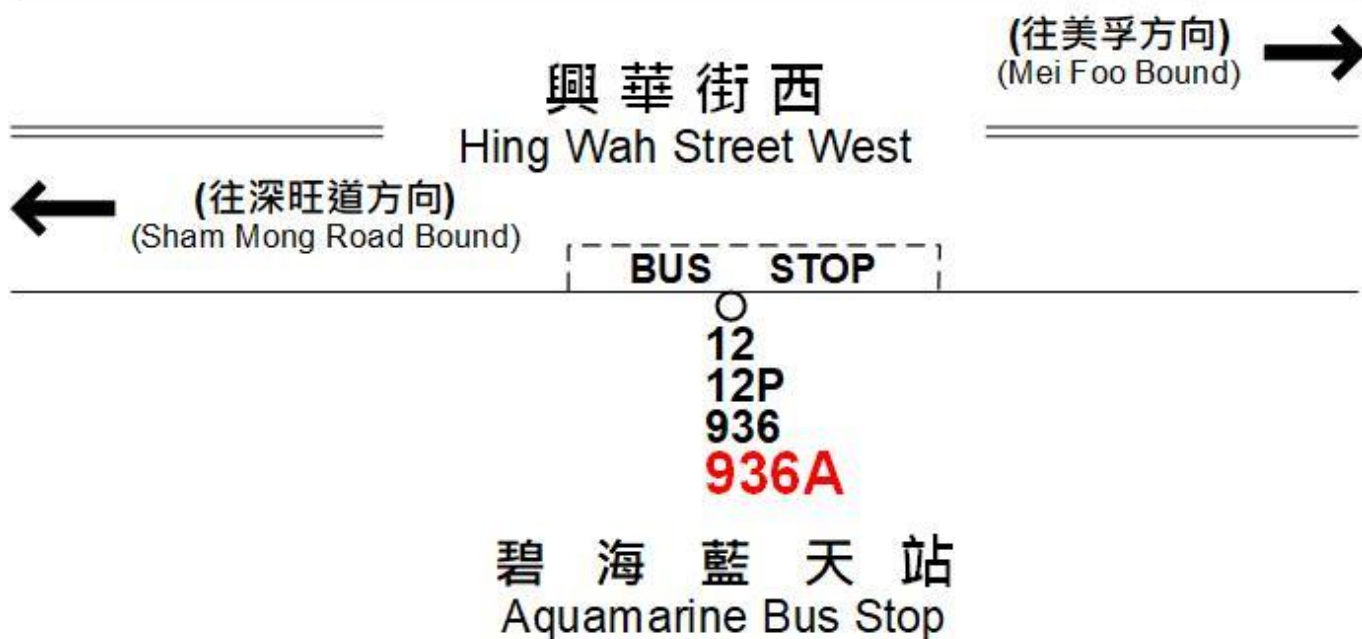 (往美孚方向)
(Mei Foo Bound)
興華街西
Hing Wah Street West
(往深旺道方向)
(Sham Mong Road Bound)
BUS STOP
12
12P
936
936A
碧海藍天站
Aquamarine Bus Stop